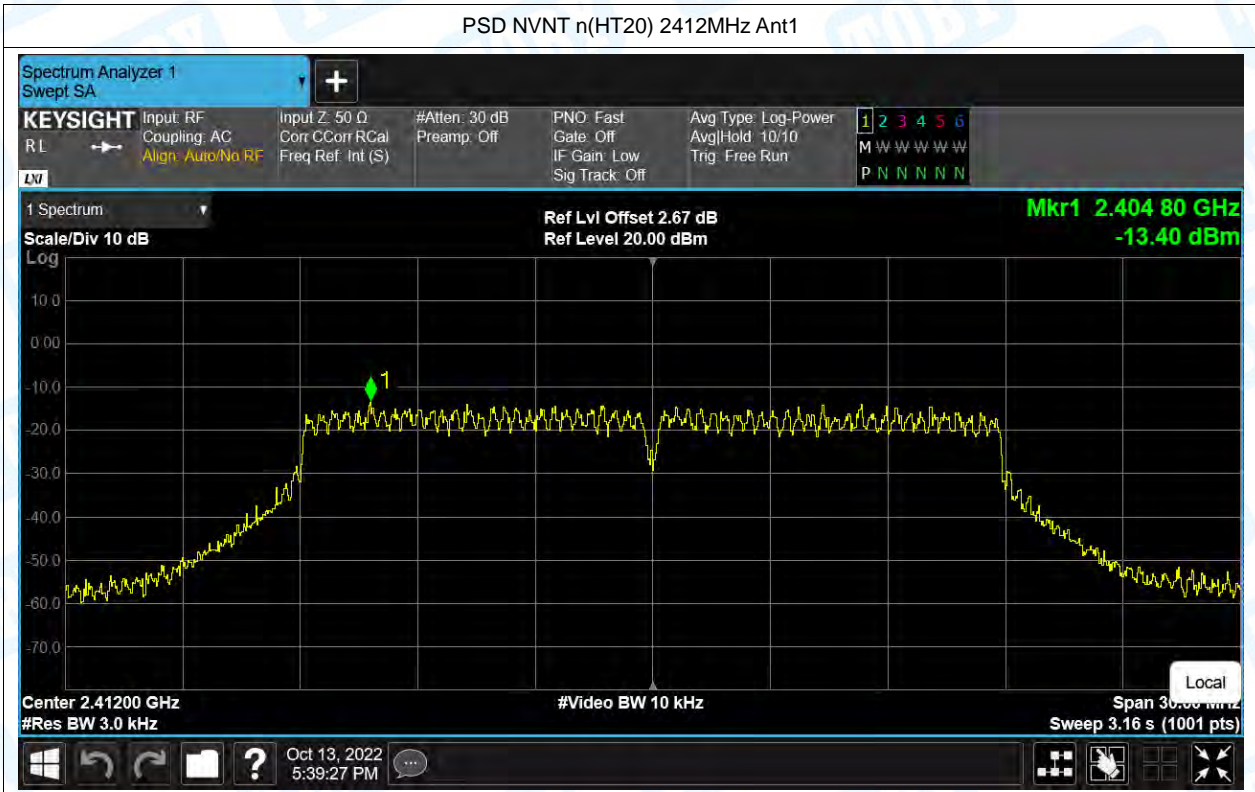 PSD NVNT n(HT20) 2412MHz Ant1
Spectrum Analyzer 1
Swept SA
+
KEYSIGHT
RL
LXI
Input: RF
Coupling: AC
Align: Auto/No RF
Input Z: 50 Ω
Corr CCorr RCal
Freq Ref: Int (S)
#Atten: 30 dB
Preamp: Off
PNO: Fast
Gate: Off
IF Gain: Low
Sig Track: Off
Avg Type: Log-Power
Avg|Hold: 10/10
Trig: Free Run
1 2 3 4 5 6
M W W W W W
P N N N N N
1 Spectrum
Scale/Div 10 dB
Ref Lvl Offset 2.67 dB
Ref Level 20.00 dBm
Mkr1 2.404 80 GHz
-13.40 dBm
Log
10.0
0.00
-10.0
-20.0
-30.0
-40.0
-50.0
-60.0
-70.0
1
Local
Center 2.41200 GHz
#Res BW 3.0 kHz
#Video BW 10 kHz
Span 30.00 MHz
Sweep 3.16 s (1001 pts)
?
Oct 13, 2022
5:39:27 PM